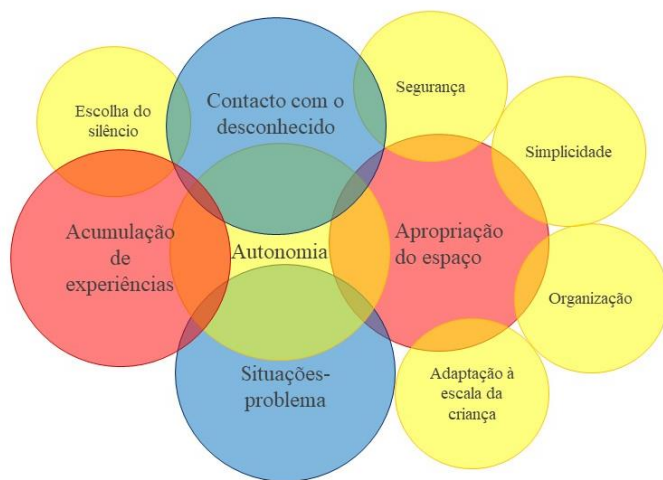 Escolha do
silêncio
Contacto com o
desconhecido
Segurança
Simplicidade
Acumulação
de
experiências
Autonomia
Apropriação
do espaço
Organização
Situações-
problema
Adaptação à
escala da
criança